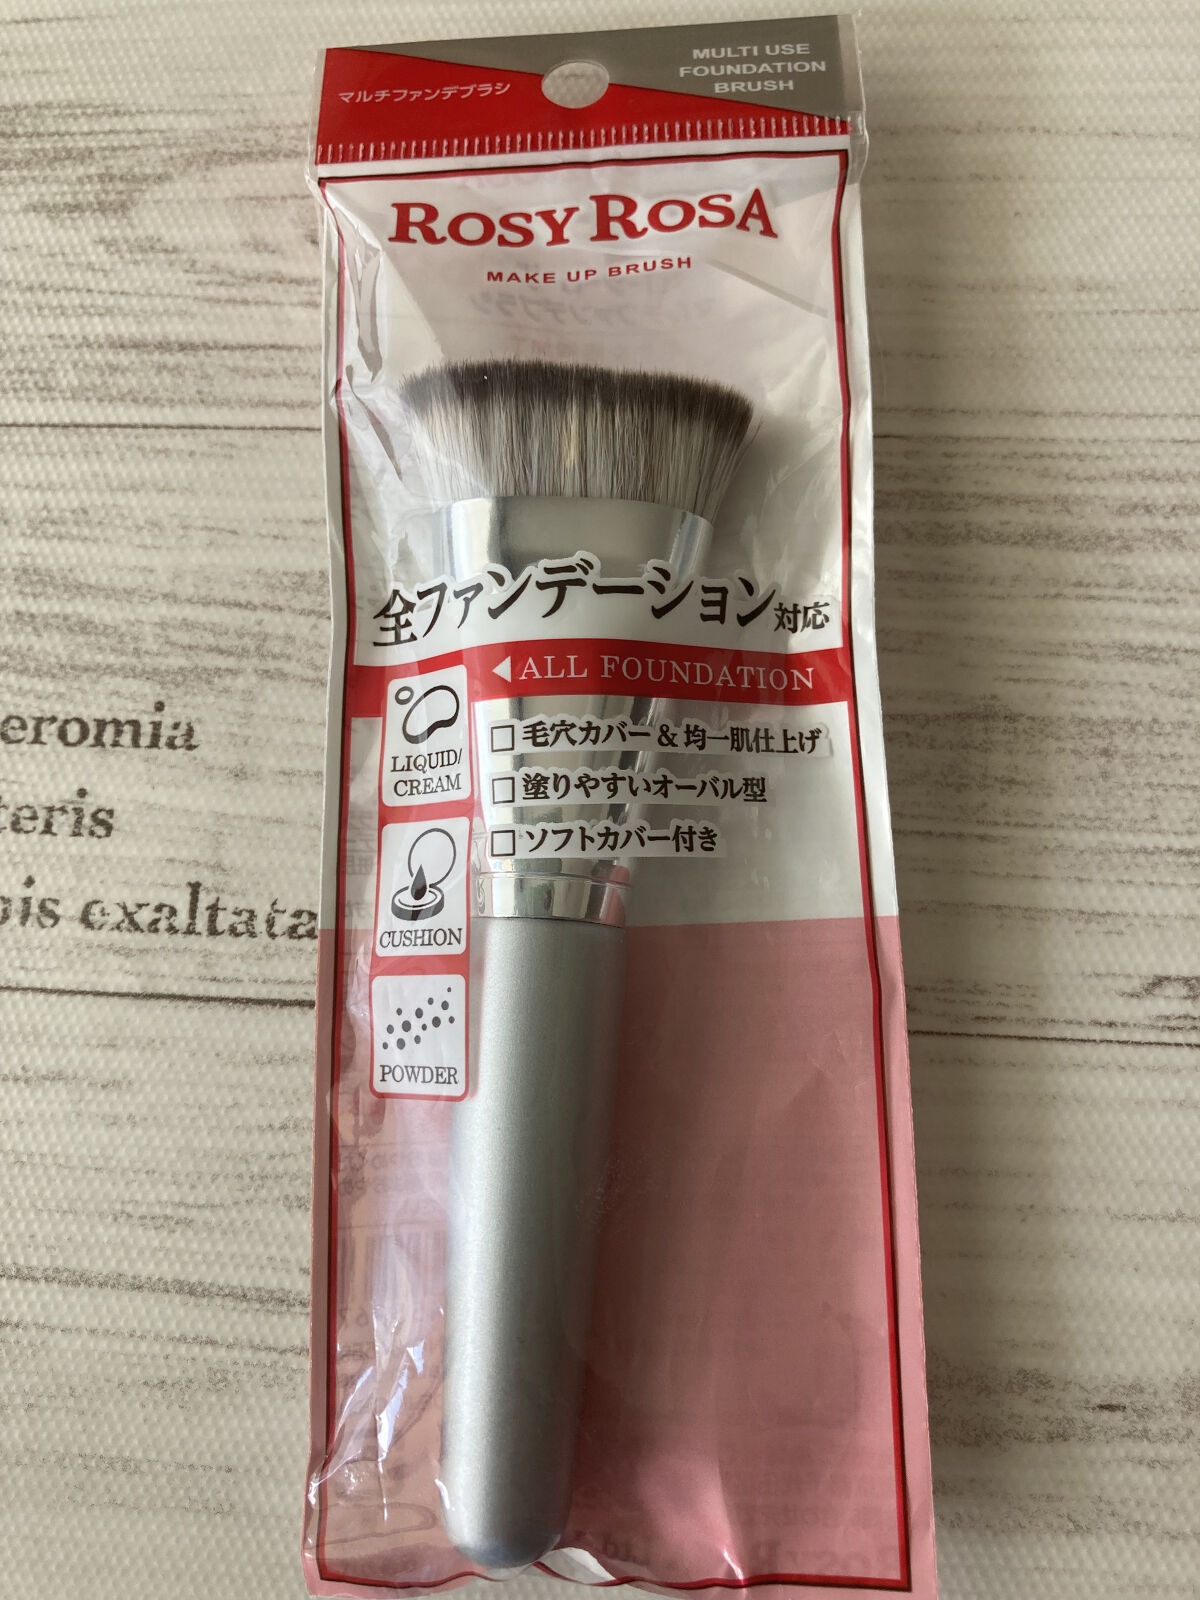 マルチファンデブラシ
MULTI USE
FOUNDATION
BRUSH
ROSY ROSA
MAKE UP BRUSH
全ファンデーション対応
ALL FOUNDATION
LIQUID/
CREAM
□毛穴カバー&均一肌仕上げ
□塗りやすいオーバル型
□ソフトカバー付き
CUSHION
POWDER
eromia
teris
is exaltata